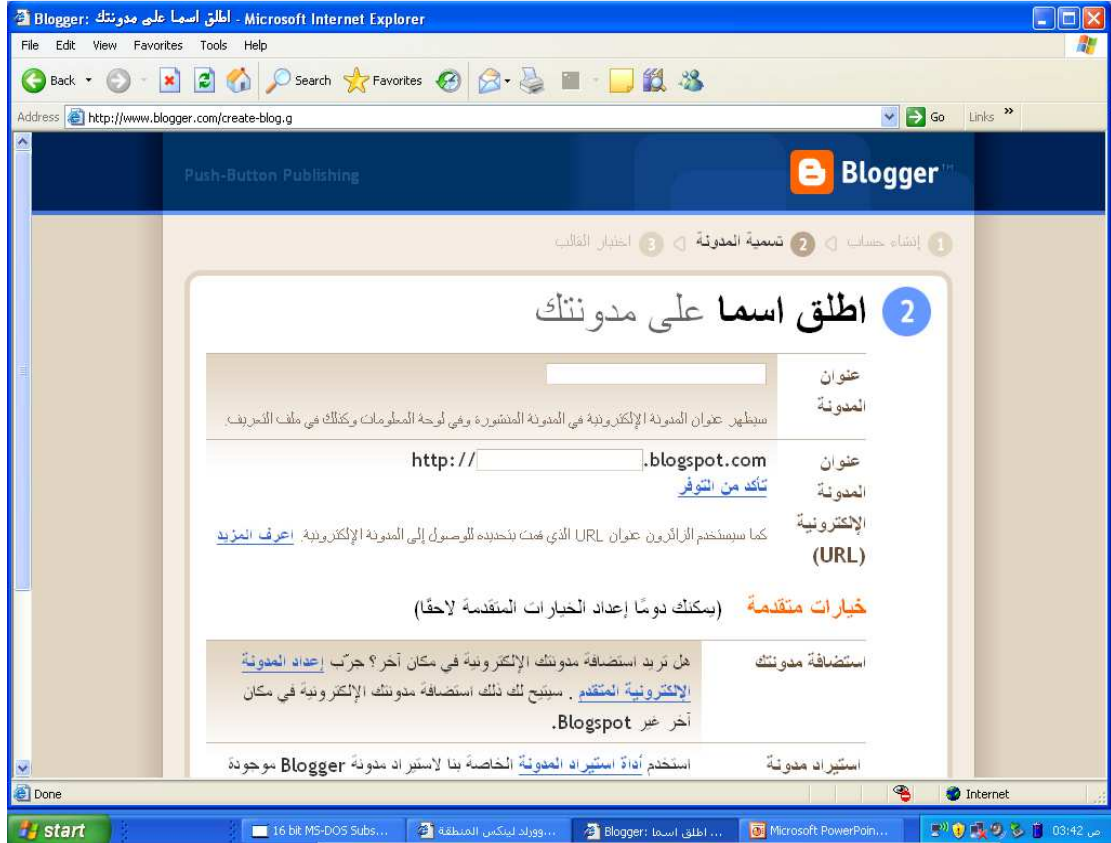 Blogger: اطلق اسما على مدونتك - Microsoft Internet Explorer
File Edit View Favorites Tools Help
Back Search Favorites
Address http://www.blogger.com/create-blog.g Go Links »
Push-Button Publishing
Blogger™
1 إنشاء حساب 2 تسمية المدونة 3 اختيار القالب
2 اطلق اسما على مدونتك
عنوان
المدونة
سيظهر عنوان المدونة الإلكترونية في المدونة المنشورة وفي لوحة المعلومات وكذلك في ملف التعريف.
عنوان
المدونة
الإلكترونية
(URL)
http:// .blogspot.com
تأكد من التوفر
كما سيستخدم الزائرون عنوان URL الذي قمت بتحديده للوصول إلى المدونة الإلكترونية. اعرف المزيد
خيارات متقدمة (يمكنك دومًا إعداد الخيارات المتقدمة لاحقًا)
استضافة مدونتك
هل تريد استضافة مدونتك الإلكترونية في مكان آخر؟ جرّب إعداد المدونة
الإلكترونية المتقدم . سيتيح لك ذلك استضافة مدونتك الإلكترونية في مكان
آخر غير Blogspot.
استيراد مدونة
استخدم أداة استيراد المدونة الخاصة بنا لاستيراد مدونة Blogger موجودة
Done Internet
start
16 bit MS-DOS Subs...
وورلد لينكس المنطقة...
Blogger: اطلق اسما ...
Microsoft PowerPoin...
03:42 ص